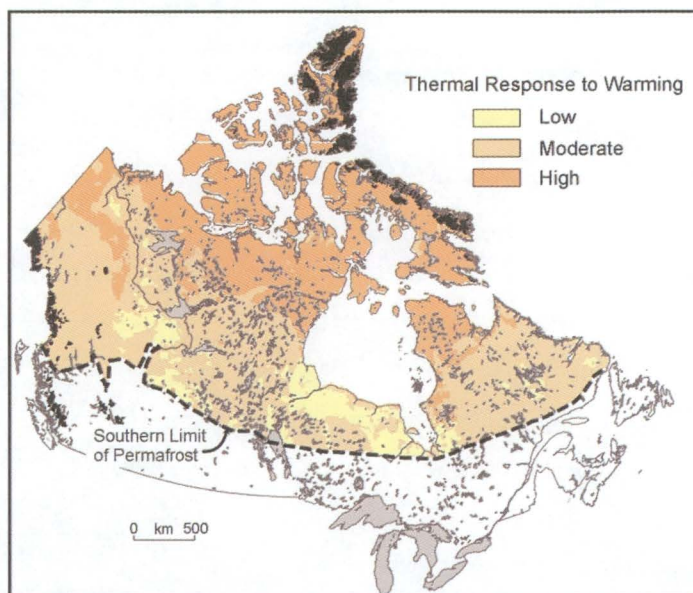 Thermal Response to Warming
Low
Moderate
High
Southern Limit
of Permafrost
0 km 500